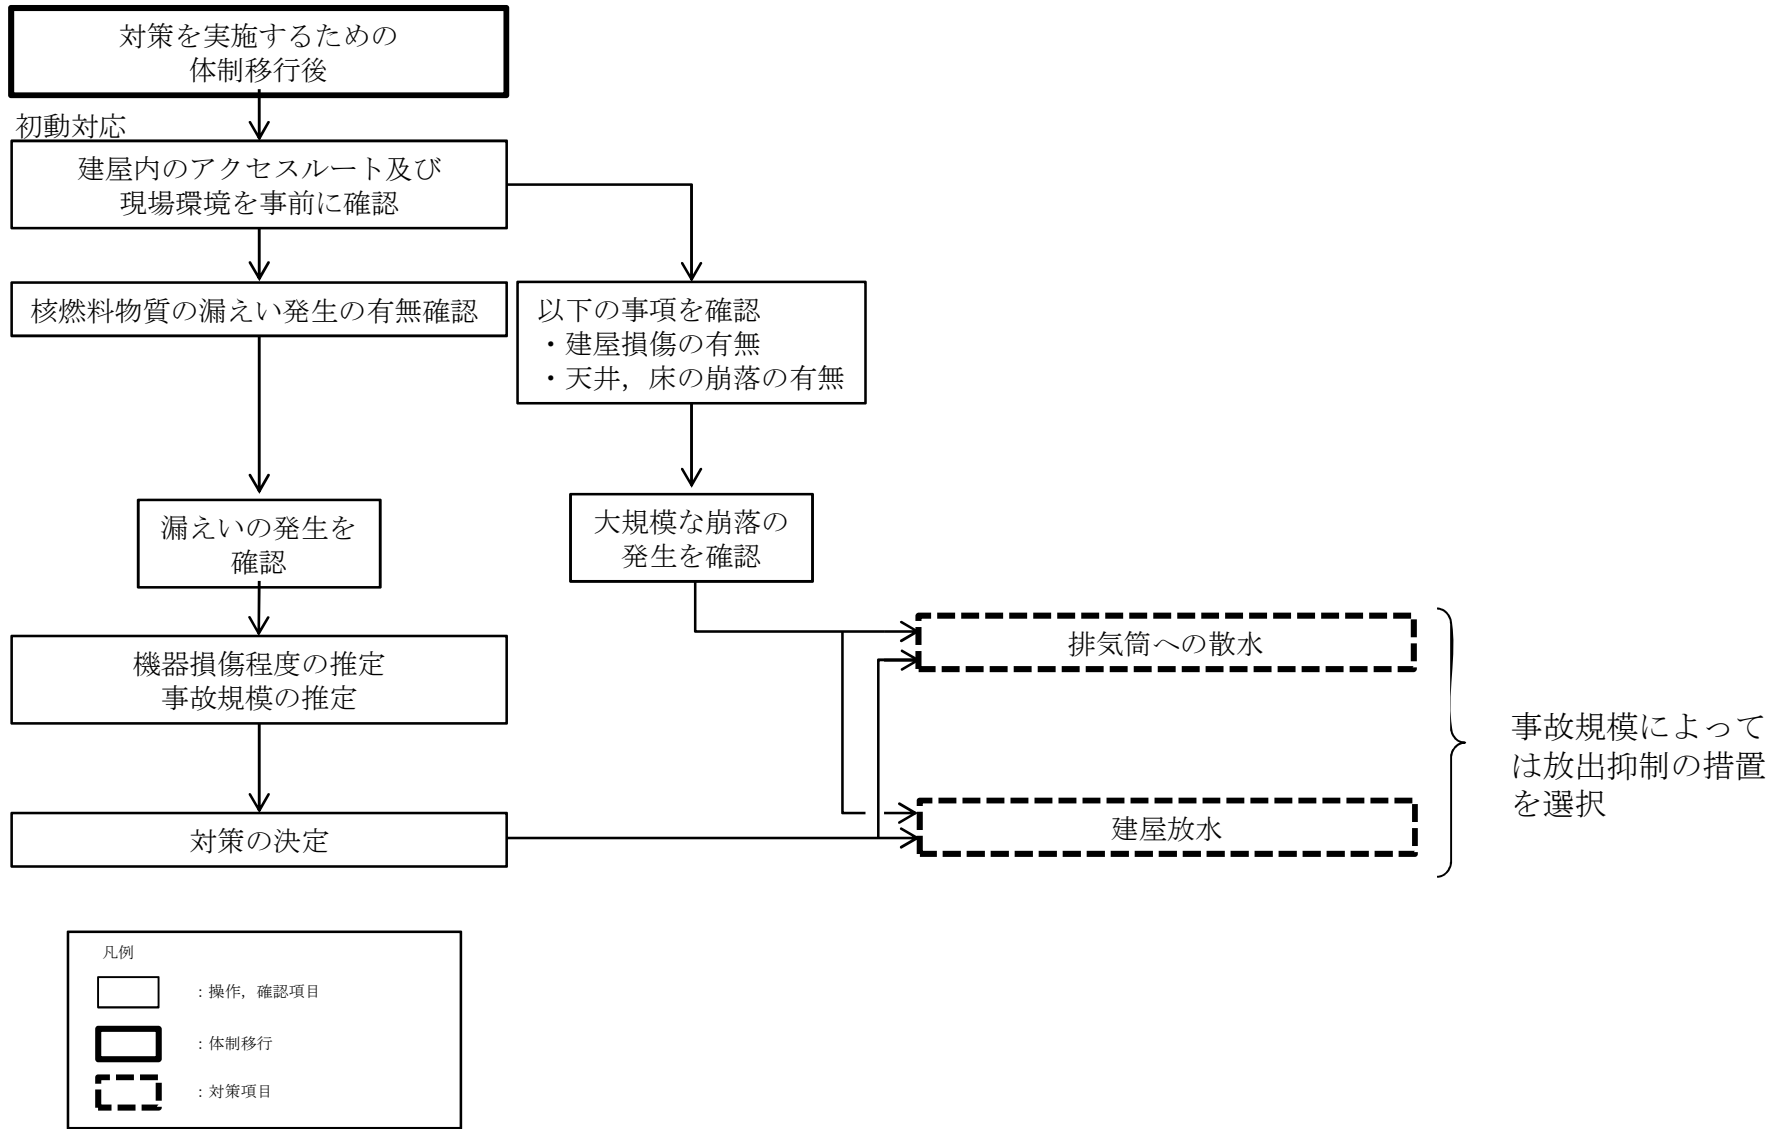 対策を実施するための
体制移行後
初動対応
建屋内のアクセスルート及び
現場環境を事前に確認
核燃料物質の漏えい発生の有無確認
以下の事項を確認
・建屋損傷の有無
・天井，床の崩落の有無
漏えいの発生を
確認
大規模な崩落の
発生を確認
機器損傷程度の推定
事故規模の推定
対策の決定
排気筒への散水
建屋放水
事故規模によって
は放出抑制の措置
を選択
凡例
：操作，確認項目
：体制移行
：対策項目